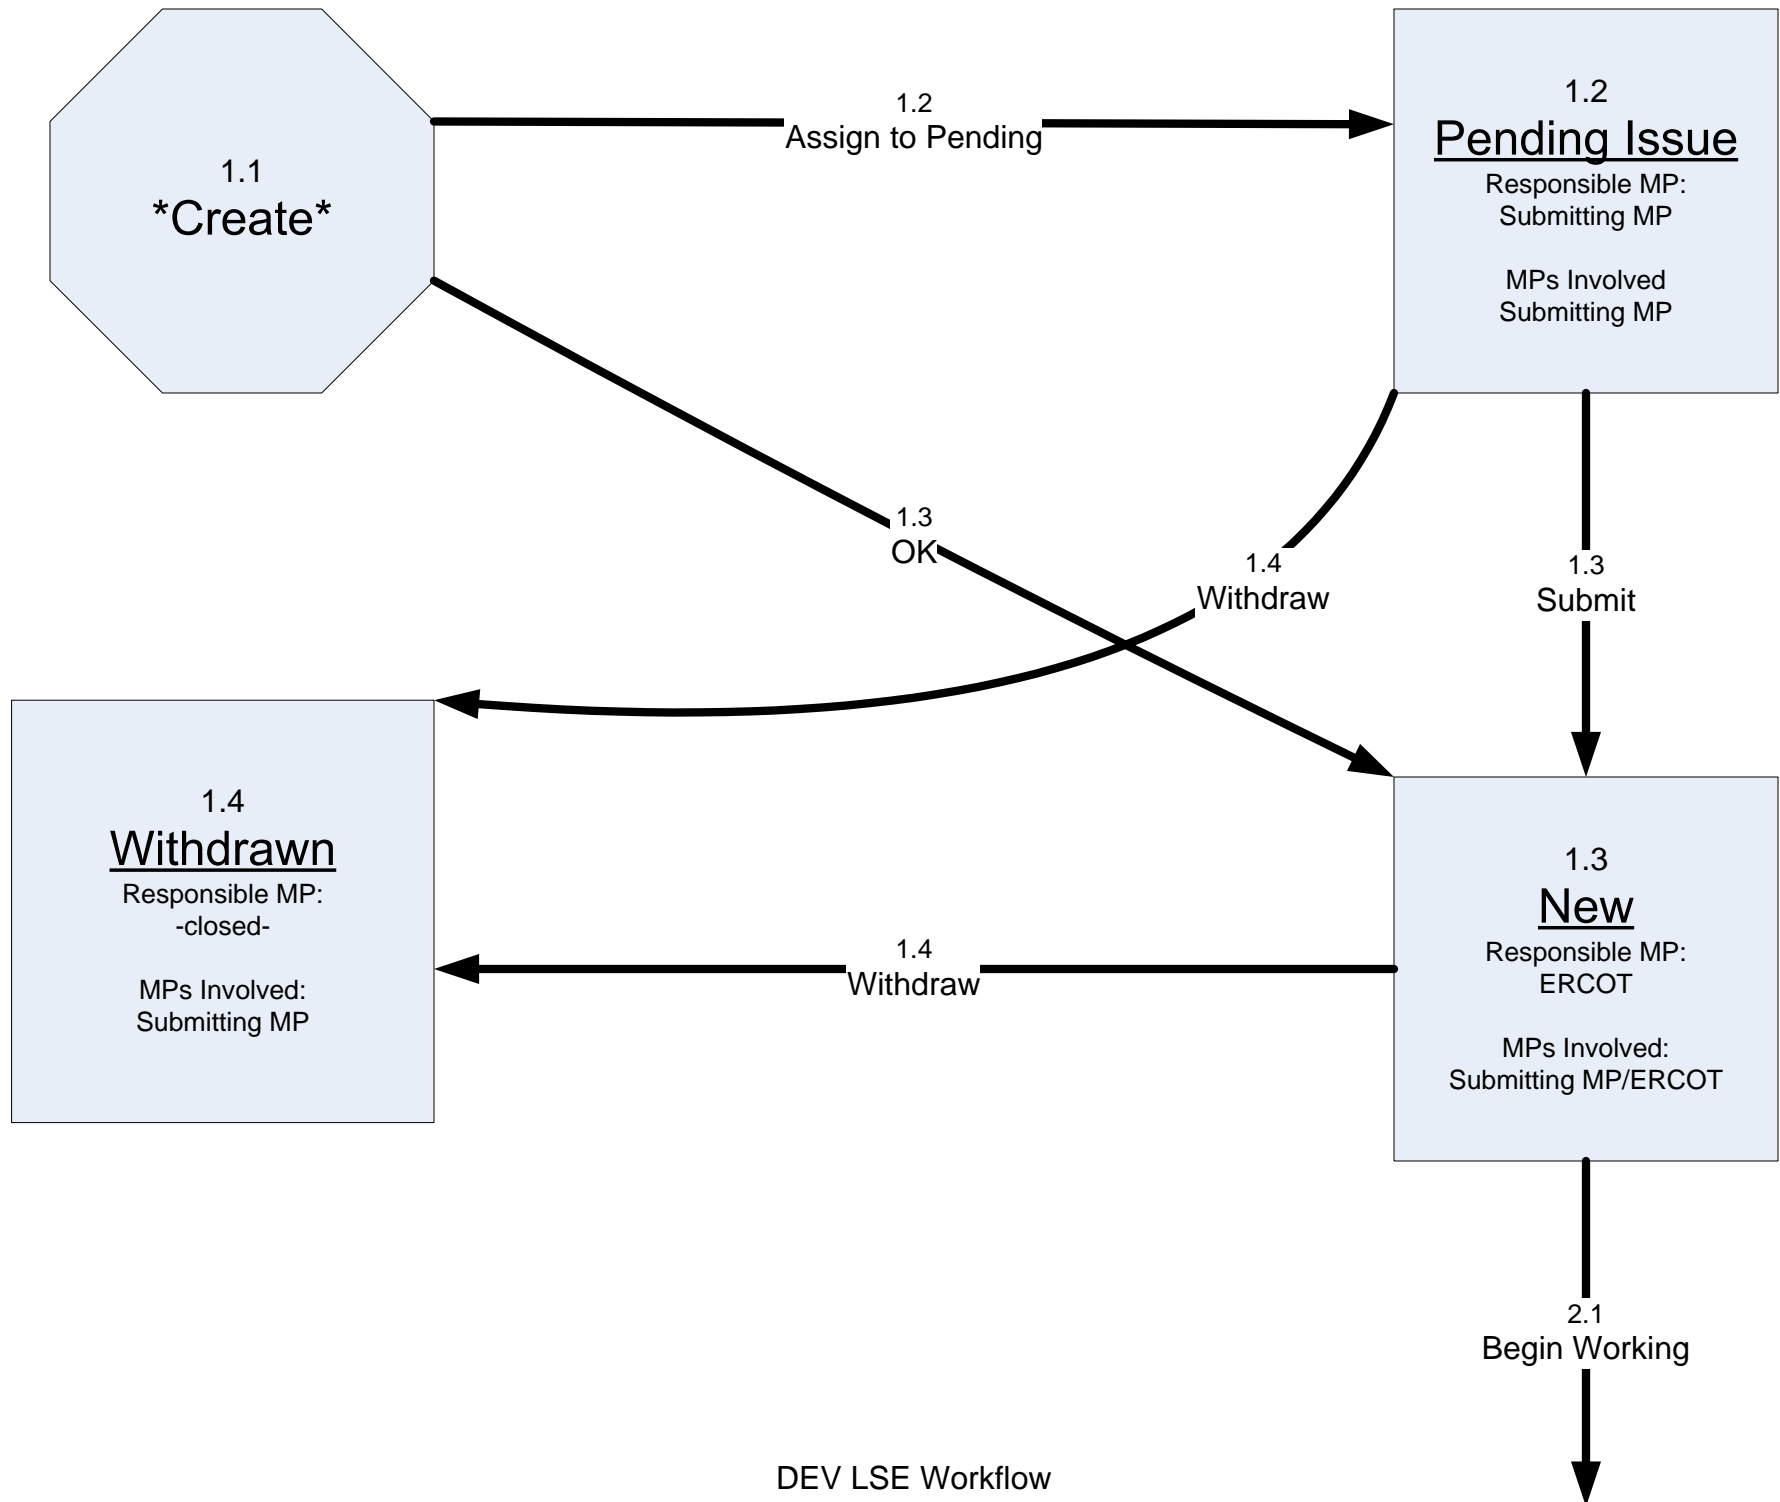 1.1
*Create*
1.2
Assign to Pending
1.2
Pending Issue
Responsible MP:
Submitting MP
MPs Involved
Submitting MP
1.3
OK
1.4
Withdraw
1.3
Submit
1.4
Withdrawn
Responsible MP:
-closed-
MPs Involved:
Submitting MP
1.4
Withdraw
1.3
New
Responsible MP:
ERCOT
MPs Involved:
Submitting MP/ERCOT
2.1
Begin Working
DEV LSE Workflow